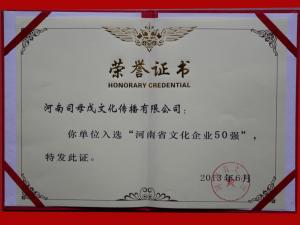 荣誉证书
HONORARY CREDENTIAL
河南司母戊文化传播有限公司：
你单位入选“河南省文化企业50强”，
特发此证。
2013年6月